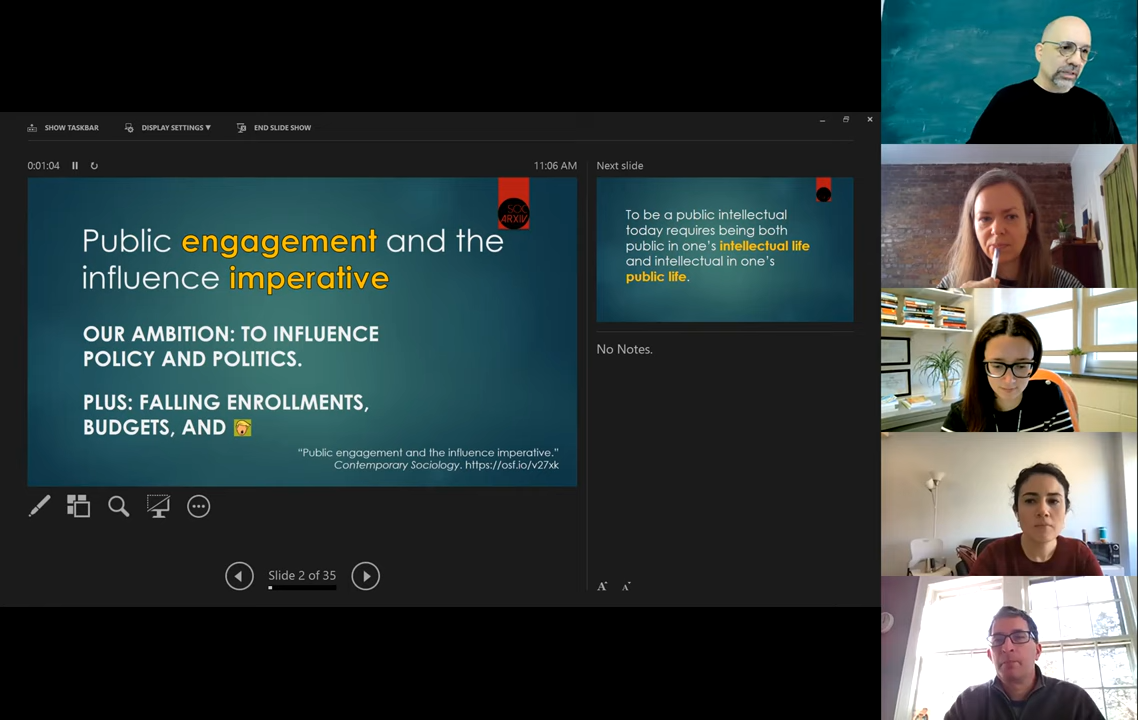 SHOW TASKBAR
DISPLAY SETTINGS ▼
END SLIDE SHOW
0:01:04
11:06 AM
Next slide
SOC
ARXIV
Public engagement and the
influence imperative
OUR AMBITION: TO INFLUENCE
POLICY AND POLITICS.
PLUS: FALLING ENROLLMENTS,
BUDGETS, AND
“Public engagement and the influence imperative.”
Contemporary Sociology. https://osf.io/v27xk
To be a public intellectual
today requires being both
public in one’s intellectual life
and intellectual in one’s
public life.
No Notes.
Slide 2 of 35
A
A